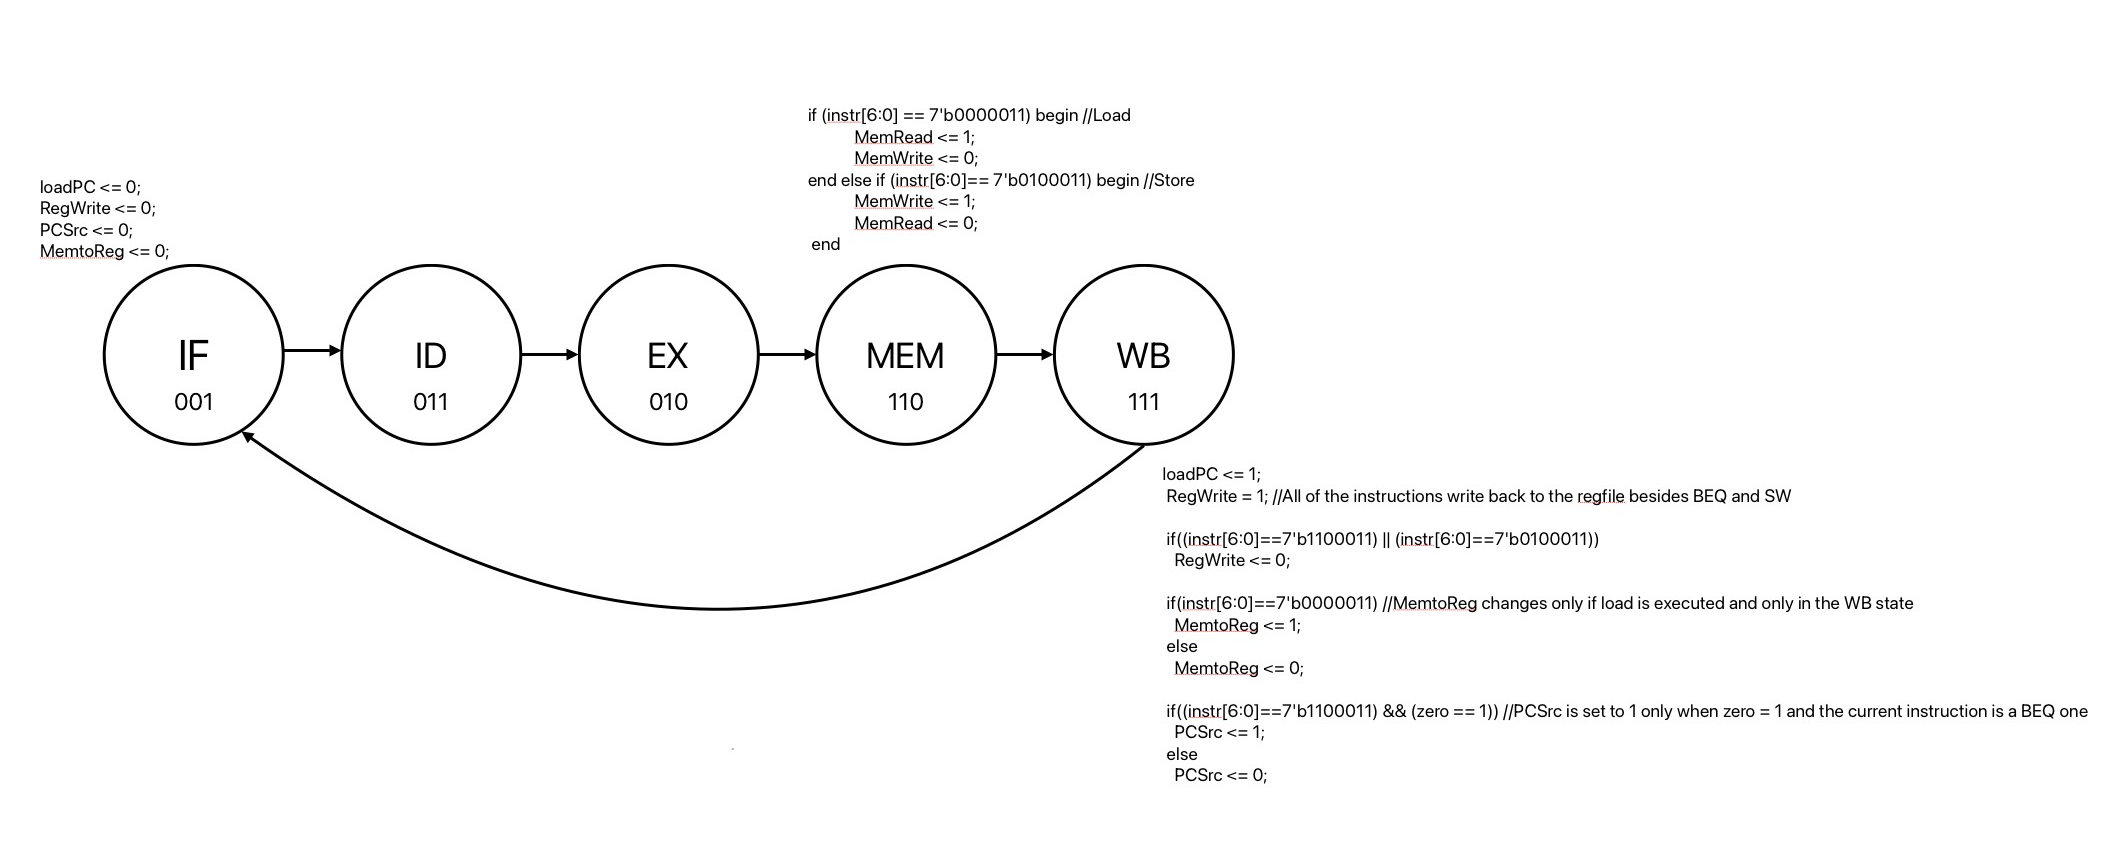 if (instr[6:0] == 7'b0000011) begin //Load
MemRead <= 1;
MemWrite <= 0;
end else if (instr[6:0]== 7'b0100011) begin //Store
MemWrite <= 1;
MemRead <= 0;
end
loadPC <= 0;
RegWrite <= 0;
PCSrc <= 0;
MemtoReg <= 0;
IF
001
ID
011
EX
010
MEM
110
WB
111
loadPC <= 1;
RegWrite = 1; //All of the instructions write back to the regfile besides BEQ and SW
if((instr[6:0]==7'b1100011) || (instr[6:0]==7'b0100011))
RegWrite <= 0;
if(instr[6:0]==7'b0000011) //MemtoReg changes only if load is executed and only in the WB state
MemtoReg <= 1;
else
MemtoReg <= 0;
if((instr[6:0]==7'b1100011) && (zero == 1)) //PCSrc is set to 1 only when zero = 1 and the current instruction is a BEQ one
PCSrc <= 1;
else
PCSrc <= 0;